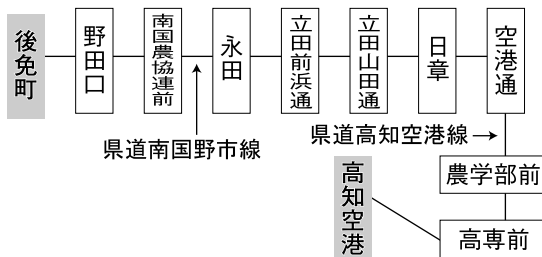 後免町
野田口
南国農協連前
永田
立田前浜通
立田山田通
日章
空港通
県道南国野市線
県道高知空港線
農学部前
高専前
高知空港